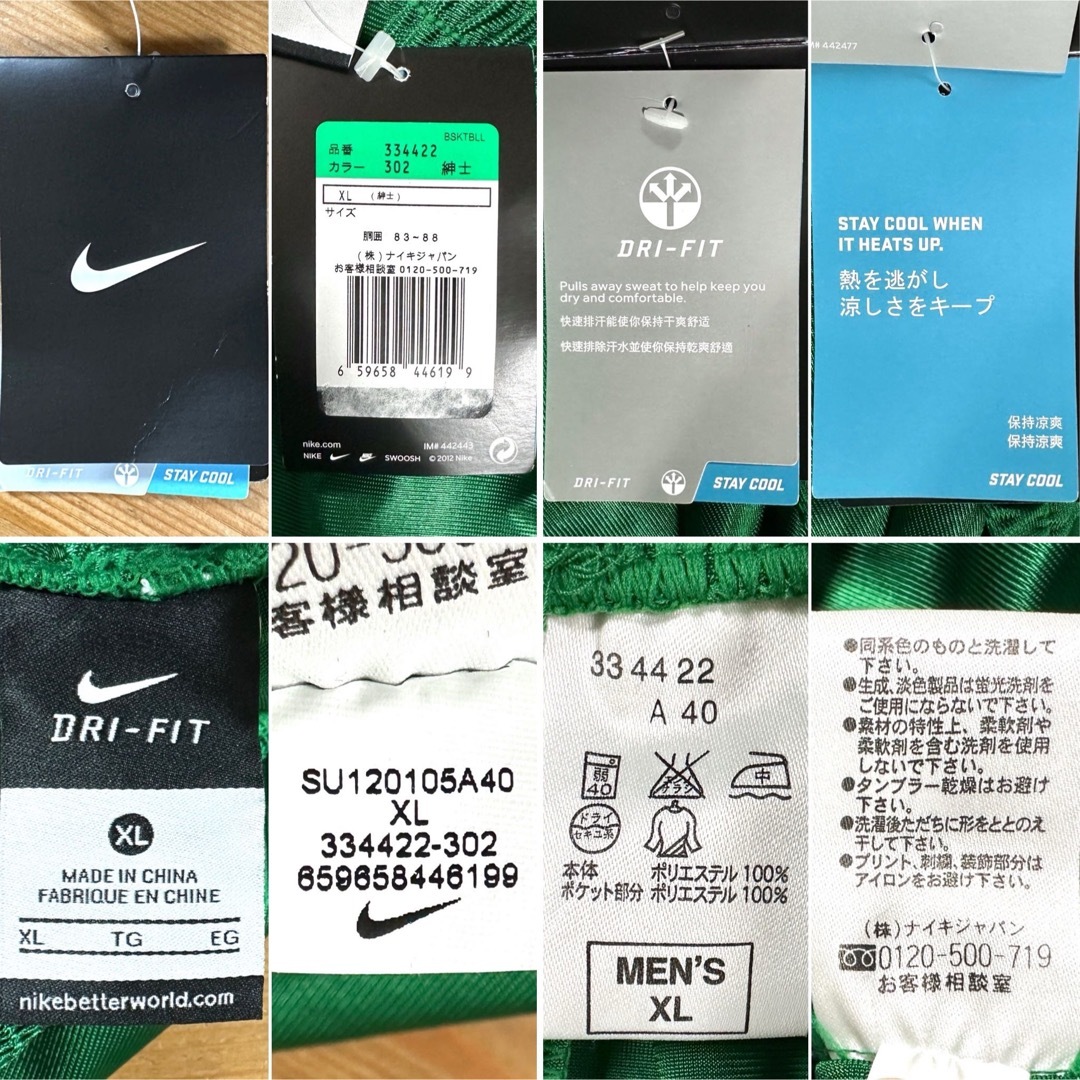 DRI-FIT
STAY COOL
BSKTBLL
品番 334422
カラー 302 紳士
XL (紳士)
サイズ
胴囲 83~88
(株)ナイキジャパン
お客様相談室 0120-500-719
6 59658 44619 9
nike.com
IM# 442443
NIKE SWOOSH © 2012 Nike
DRI-FIT
Pulls away sweat to help keep you
dry and comfortable.
快速排汗能使你保持干爽舒适
快速排除汗水並使你保持乾爽舒適
DRI-FIT STAY COOL
IM# 442477
STAY COOL WHEN
IT HEATS UP.
熱を逃がし
涼しさをキープ
保持凉爽
保持涼爽
STAY COOL
DRI-FIT
XL
MADE IN CHINA
FABRIQUE EN CHINE
XL TG EG
nikebetterworld.com
客様相談室
SU120105A40
XL
334422-302
659658446199
334422
A 40
弱
40
中
ドライ
セキユ系
本体 ポリエステル 100%
ポケット部分 ポリエステル 100%
MEN'S
XL
●同系色のものと洗濯して
下さい。
●生成、淡色製品は蛍光洗剤を
ご使用にならないで下さい。
●素材の特性上、柔軟剤や
柔軟剤を含む洗剤を使用
しないで下さい。
●タンブラー乾燥はお避け
下さい。
●洗濯後ただちに形をととのえ
干して下さい。
●プリント、刺繍、装飾部分は
アイロンをお避け下さい。
(株)ナイキジャパン
0120-500-719
お客様相談室